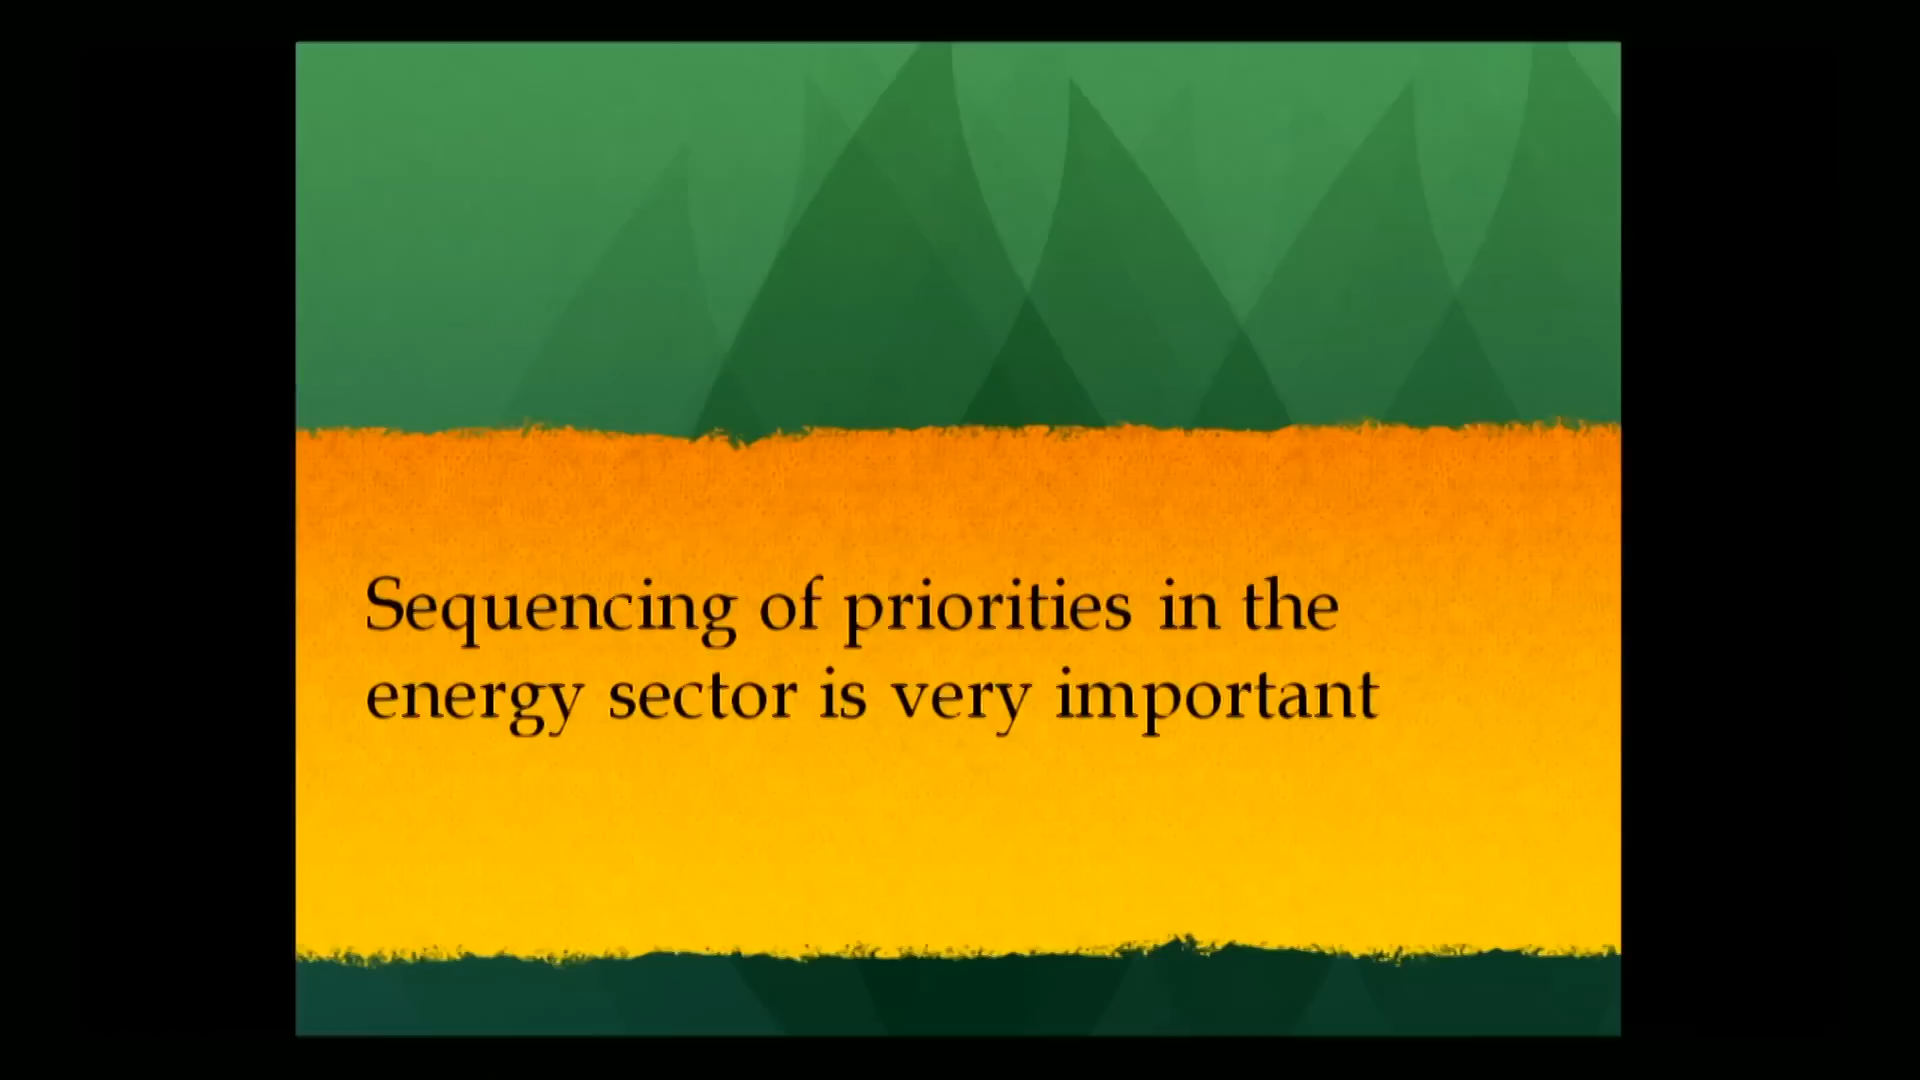 Sequencing of priorities in the
energy sector is very important